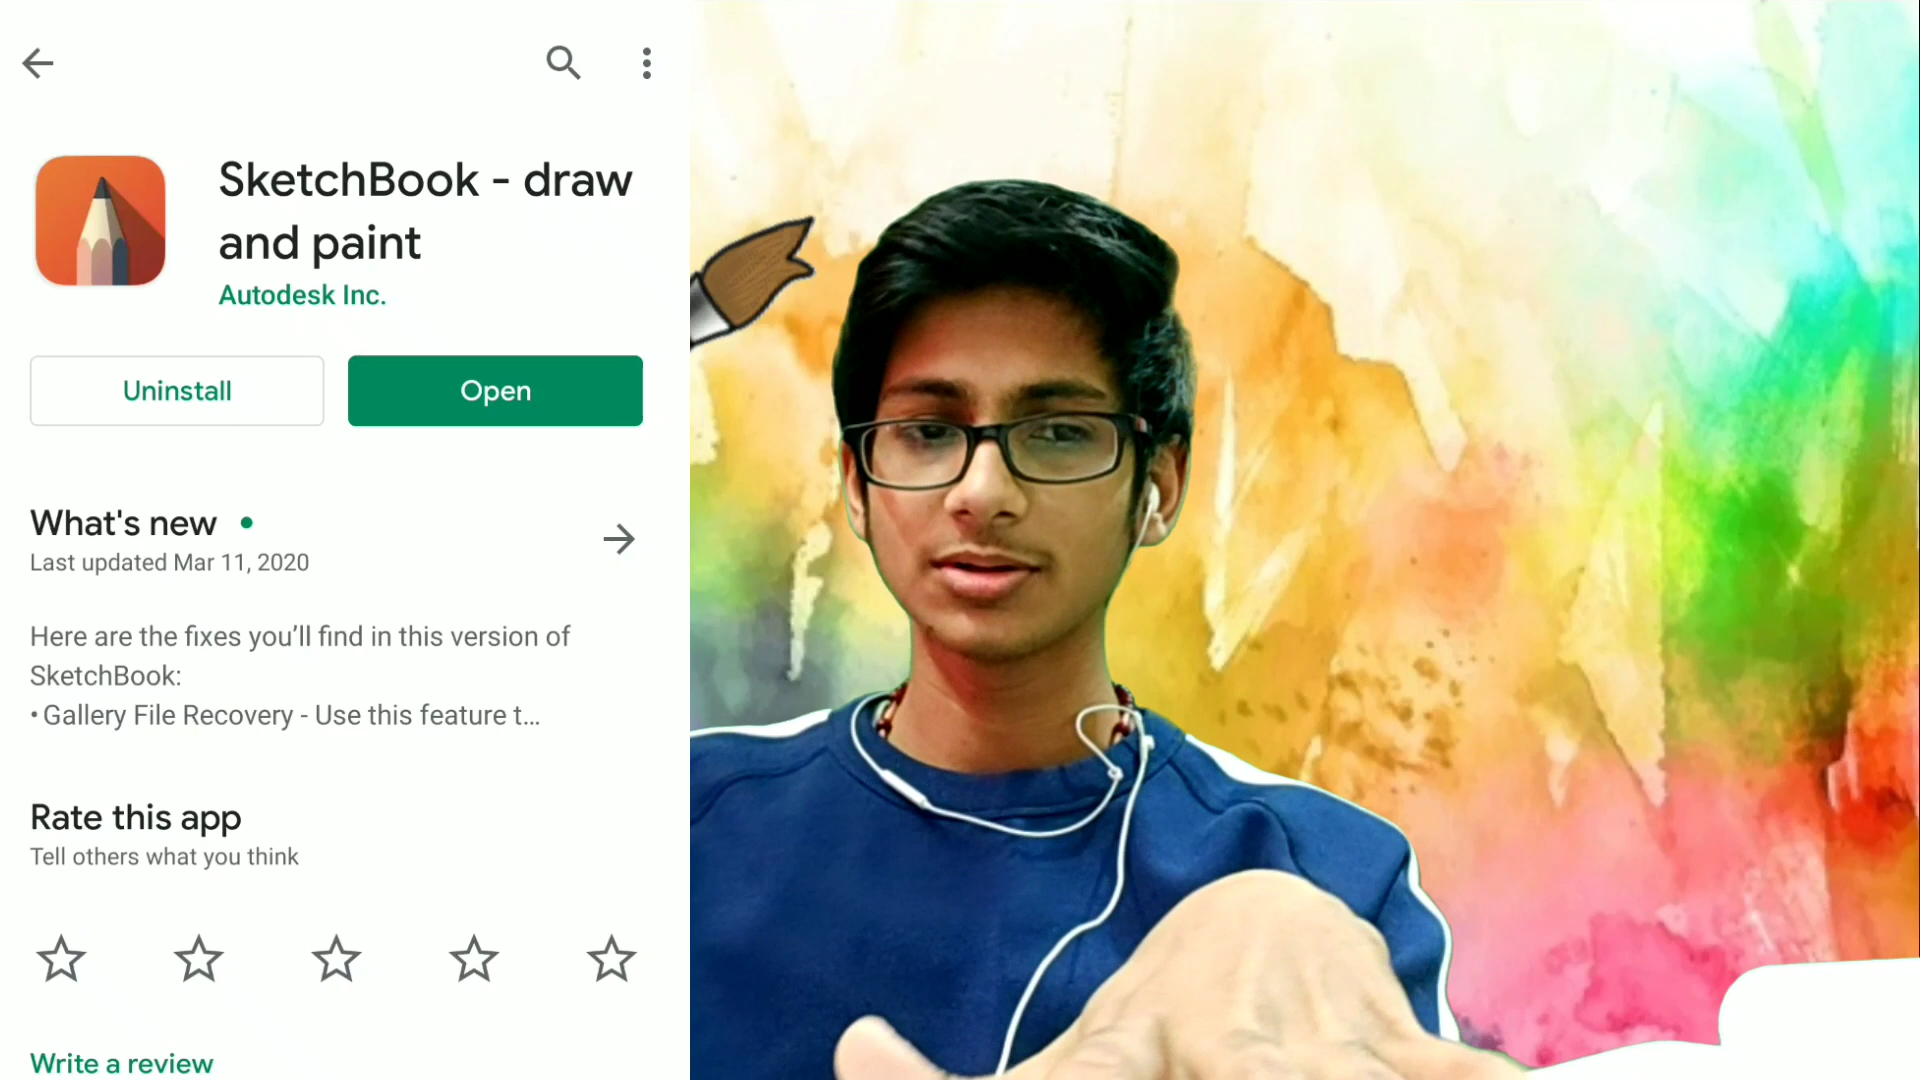 SketchBook - draw
and paint
Autodesk Inc.
Uninstall
Open
What's new
Last updated Mar 11, 2020
Here are the fixes you’ll find in this version of
SketchBook:
• Gallery File Recovery - Use this feature t...
Rate this app
Tell others what you think
Write a review